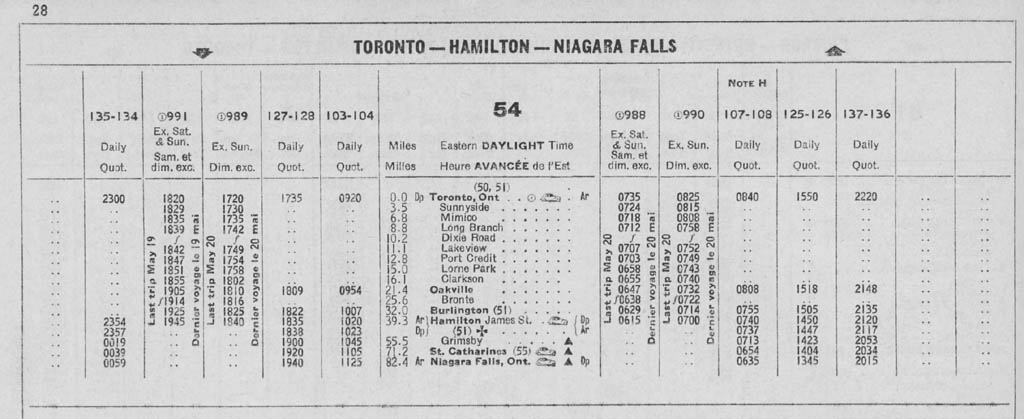 28
TORONTO—HAMILTON—NIAGARA FALLS
NOTE H
135-134 ①991 ①989 127-128 103-104 54 ①988 ①990 107-108 125-126 137-136
Daily Ex. Sat. & Sun. Ex. Sun. Daily Daily Miles Eastern DAYLIGHT Time Ex. Sat. & Sun. Ex. Sun. Daily Daily Daily
Quot. Sam. et dim. exc. Dim. exc. Quot. Quot. Milles Heure AVANCÉE de l'Est Sam. et dim. exc. Dim. exc. Quot. Quot. Quot.
(50, 51)
2300 1820 1720 1735 0920 0.0 Dp Toronto, Ont . . Ar 0735 0825 0840 1550 2220
.. 1829 1730 .. .. 3.5 Sunnyside . . . . . . . 0724 0815 .. .. ..
.. 1835 1735 .. .. 6.8 Mimico . . . . . . . 0718 0808 .. .. ..
.. 1839 1742 .. .. 8.8 Long Branch . . . . . . 0712 0758 .. .. ..
.. f f .. .. 10.2 Dixie Road . . . . . . . f f .. .. ..
.. 1842 1749 .. .. 11.1 Lakeview . . . . . . . 0707 0752 .. .. ..
.. 1847 1754 .. .. 12.8 Port Credit . . . . . . . 0703 0749 .. .. ..
.. 1851 1758 .. .. 15.0 Lorne Park . . . . . . . 0658 0743 .. .. ..
.. 1855 1802 .. .. 16.1 Clarkson . . . . . . . 0655 0740 .. .. ..
.. 1905 1810 1809 0954 21.4 Oakville . . . . . . . 0647 0732 0808 1518 2148
.. f1914 1816 .. .. 25.6 Bronte . . . . . . . f0638 f0722 .. .. ..
.. 1925 1825 1822 1007 32.0 Burlington (51) . . . . . 0629 0714 0755 1505 2135
2354 1945 1840 1835 1020 39.3 Ar Hamilton James St. . Dp 0615 0700 0740 1450 2120
2357 .. .. 1838 1023 Dp (51) Ar .. .. 0737 1447 2117
0019 .. .. 1900 1045 55.5 Grimsby ▲ .. .. 0713 1423 2053
0039 .. .. 1920 1105 71.2 St. Catharines (55) ▲ .. .. 0654 1404 2034
0059 .. .. 1940 1125 82.4 Ar Niagara Falls, Ont. ▲ Dp .. .. 0635 1345 2015
Last trip May 19
Dernier voyage le 19 mai
Last trip May 20
Dernier voyage le 20 mai
Last trip May 20
Dernier voyage le 20 mai
Last trip May 20
Dernier voyage le 20 mai